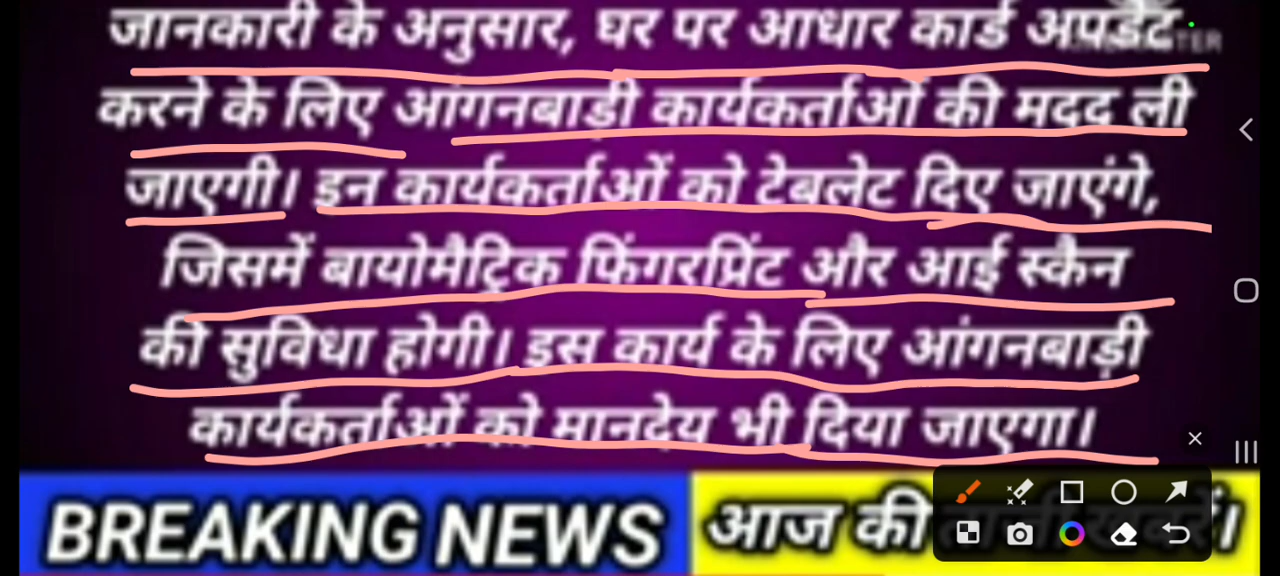 जानकारी के अनुसार, घर पर आधार कार्ड अपडेट
करने के लिए आंगनबाड़ी कार्यकर्ताओं की मदद ली
जाएगी। इन कार्यकर्ताओं को टेबलेट दिए जाएंगे,
जिसमें बायोमैट्रिक फिंगरप्रिंट और आई स्कैन
की सुविधा होगी। इस कार्य के लिए आंगनबाड़ी
कार्यकर्ताओं को मानदेय भी दिया जाएगा।
BREAKING NEWS
आज की